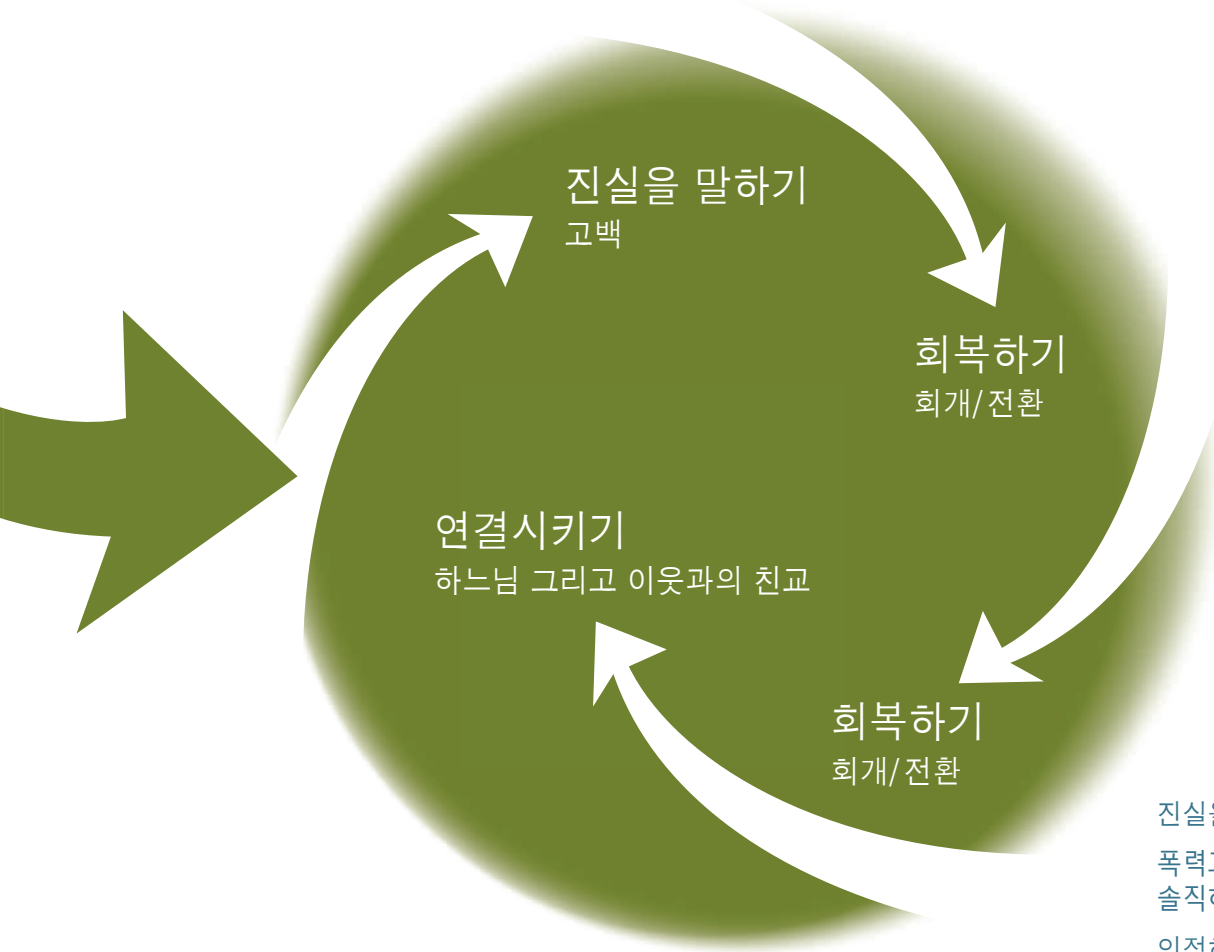 진실을 말하기
고백
회복하기
회개/전환
연결시키기
하느님 그리고 이웃과의 친교
회복하기
회개/전환